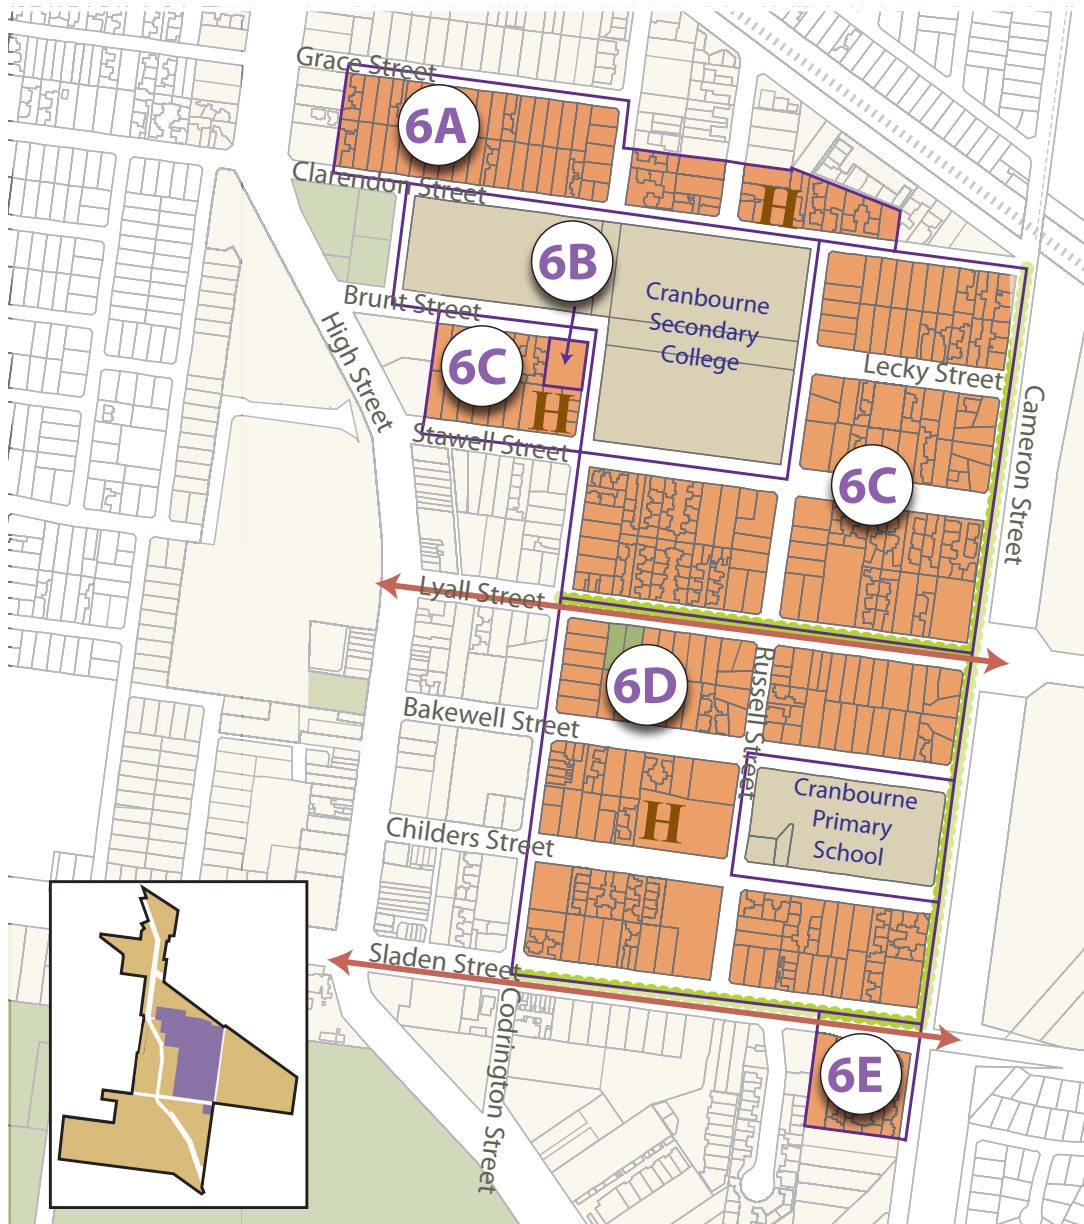 Grace Street
6A
Clarendon Street
H
6B
Cranbourne
Secondary
College
Brunt Street
High Street
6C
H
Lecky Street
Cameron Street
Stawell Street
6C
Lyall Street
6D
Russell Street
Bakewell Street
Cranbourne
Primary
School
H
Childers Street
Sladen Street
Codrington Street
6E